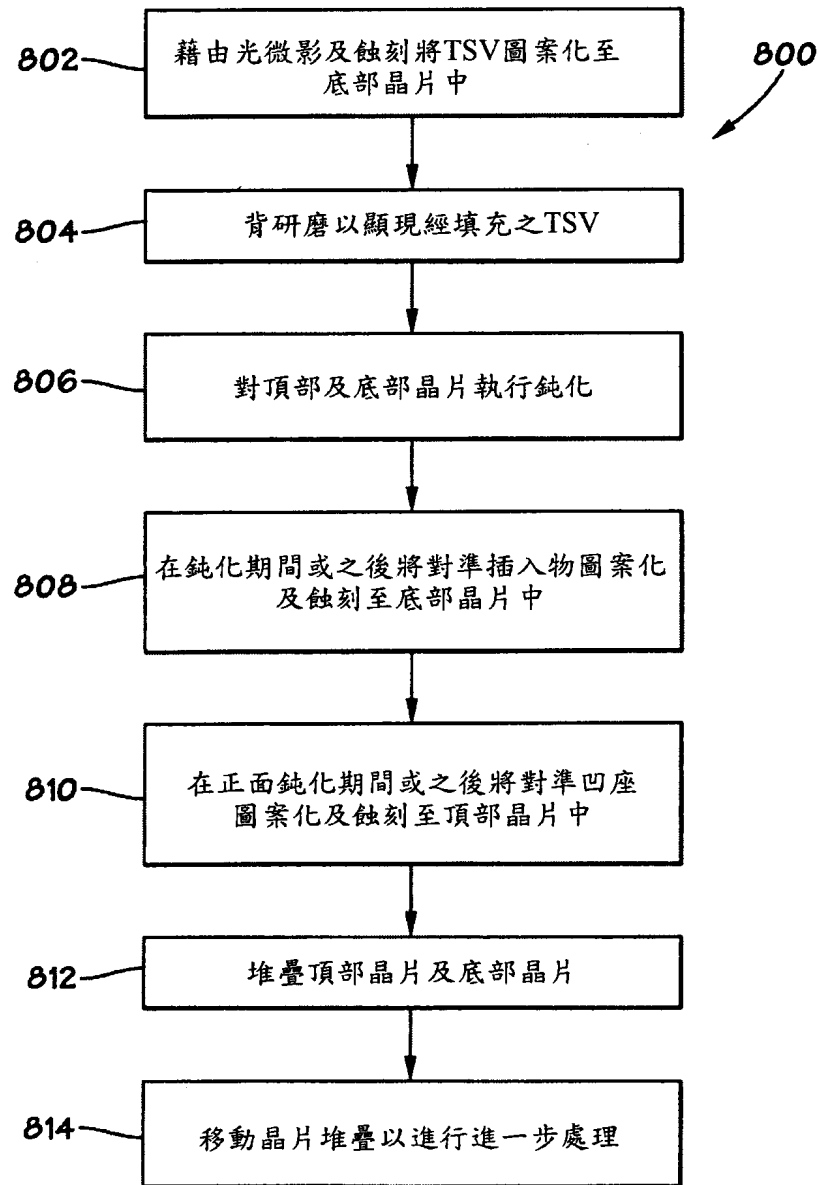 802
藉由光微影及蝕刻將TSV圖案化至
底部晶片中
800
804
背研磨以顯現經填充之TSV
806
對頂部及底部晶片執行鈍化
808
在鈍化期間或之後將對準插入物圖案化
及蝕刻至底部晶片中
810
在正面鈍化期間或之後將對準凹座
圖案化及蝕刻至頂部晶片中
812
堆疊頂部晶片及底部晶片
814
移動晶片堆疊以進行進一步處理